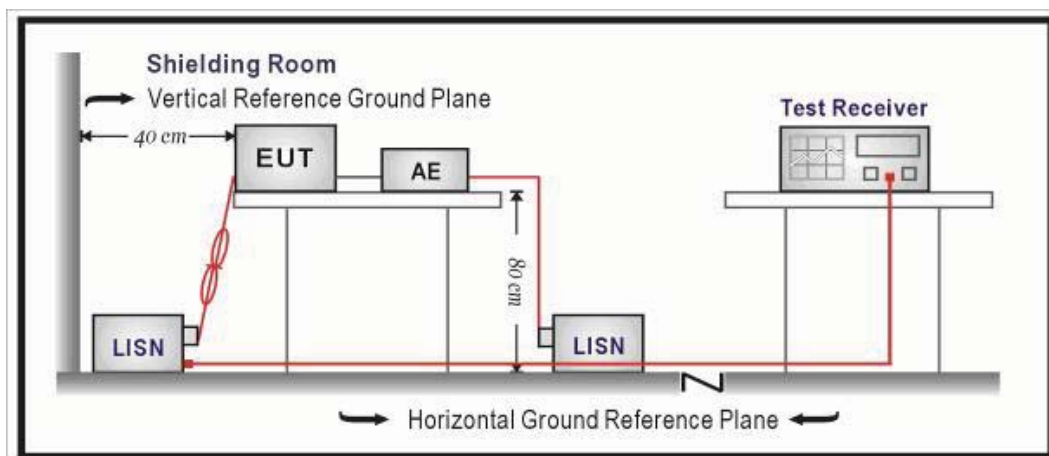 Shielding Room
Vertical Reference Ground Plane
40 cm
EUT
AE
Test Receiver
80 cm
LISN
LISN
Horizontal Ground Reference Plane